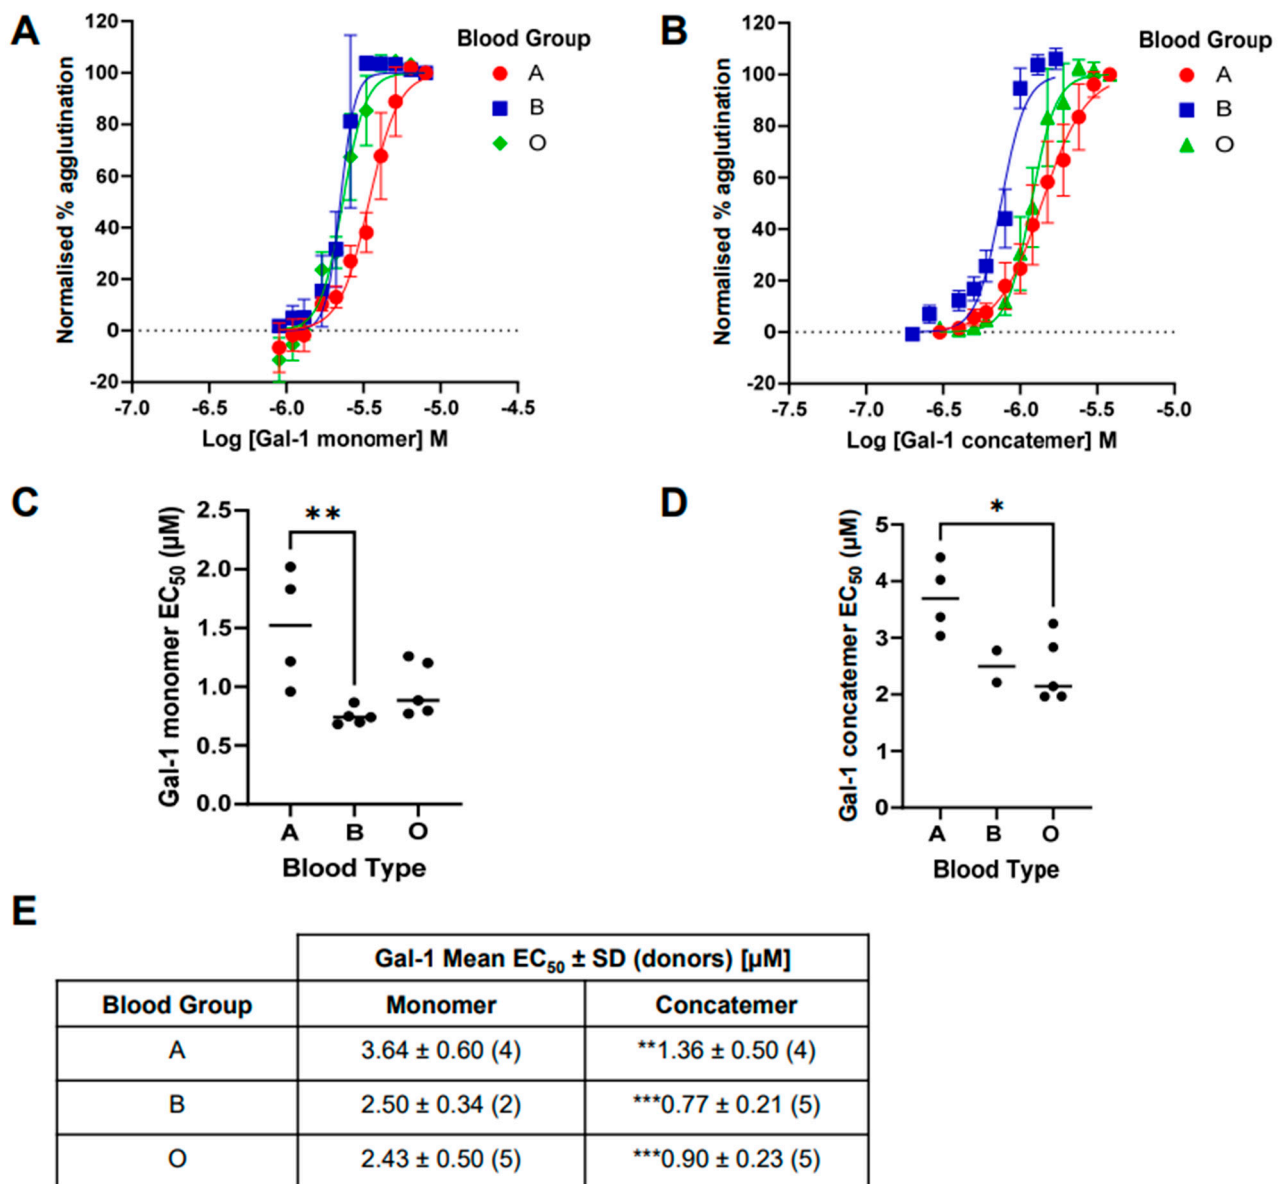 A
120
100
80
60
40
20
0
-20
Normalised % agglutination
-7.0 -6.5 -6.0 -5.5 -5.0 -4.5
Log [Gal-1 monomer] M
Blood Group
A
B
O
B
120
100
80
60
40
20
0
-20
Normalised % agglutination
-7.5 -7.0 -6.5 -6.0 -5.5 -5.0
Log [Gal-1 concatemer] M
Blood Group
A
B
O
C
Gal-1 monomer EC50 (µM)
2.5
2.0
1.5
1.0
0.5
0.0
**
A B O
Blood Type
D
Gal-1 concatemer EC50 (µM)
5
4
3
2
1
0
*
A B O
Blood Type
E
Gal-1 Mean EC50 ± SD (donors) [µM]
Blood Group Monomer Concatemer
A 3.64 ± 0.60 (4) **1.36 ± 0.50 (4)
B 2.50 ± 0.34 (2) ***0.77 ± 0.21 (5)
O 2.43 ± 0.50 (5) ***0.90 ± 0.23 (5)